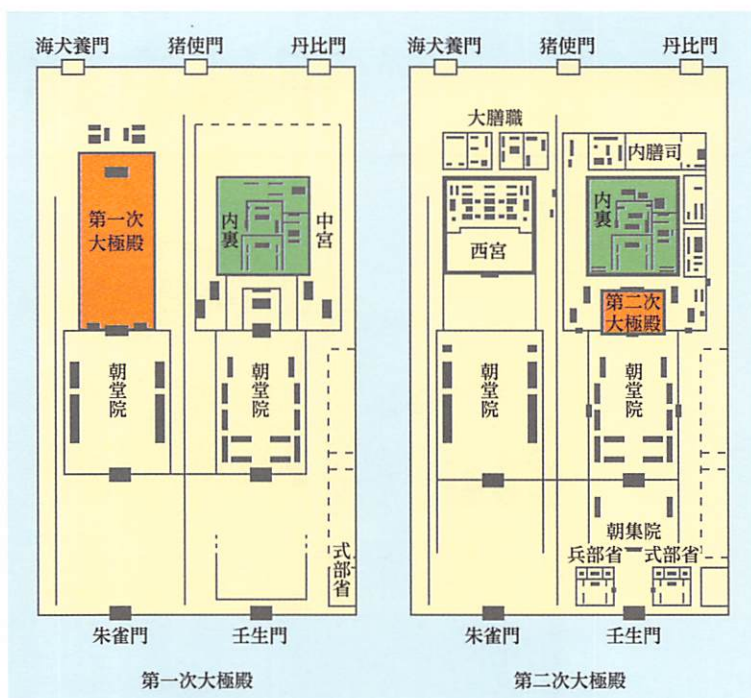 海犬養門 猪使門 丹比門
第一次
大極殿
内裏
中宮
朝堂院
朝堂院
式部省
朱雀門 壬生門
第一次大極殿
海犬養門 猪使門 丹比門
大膳職
内膳司
西宮
内裏
第二次
大極殿
朝堂院
朝堂院
朝集院
兵部省 式部省
朱雀門 壬生門
第二次大極殿